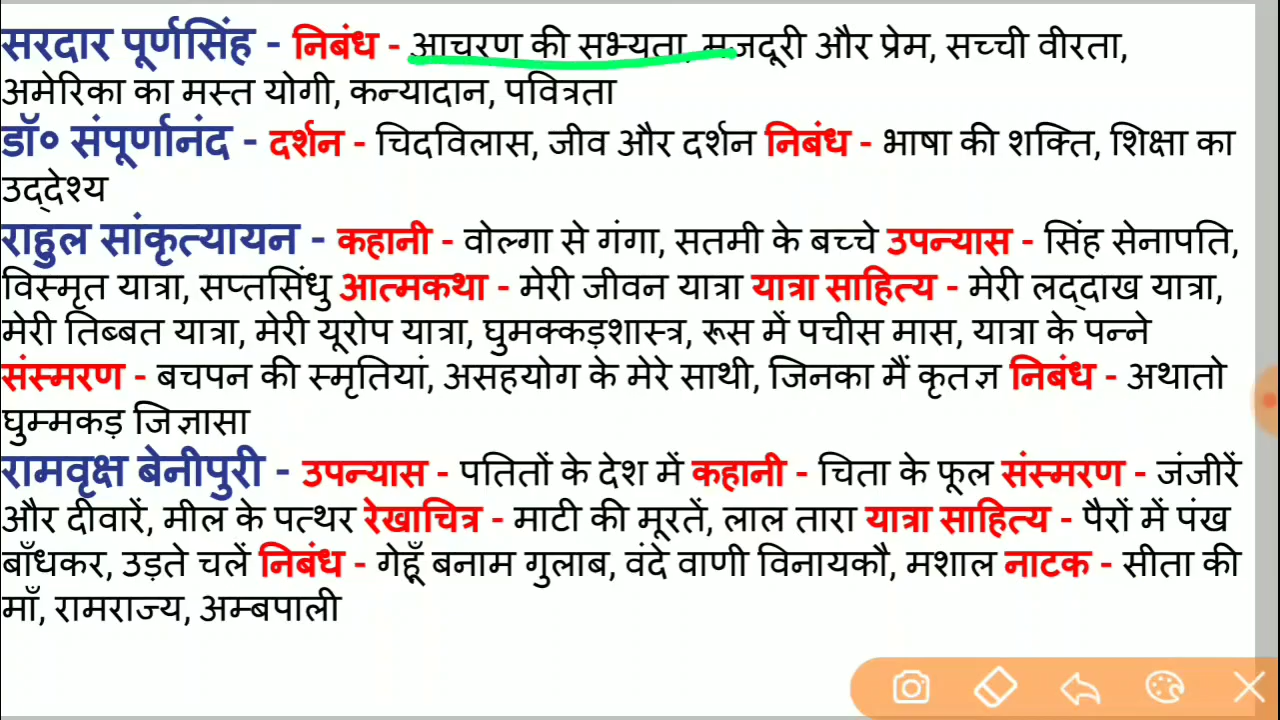 सरदार पूर्णसिंह - निबंध - आचरण की सभ्यता, मजदूरी और प्रेम, सच्ची वीरता,
अमेरिका का मस्त योगी, कन्यादान, पवित्रता
डॉ० संपूर्णानंद - दर्शन - चिदविलास, जीव और दर्शन निबंध - भाषा की शक्ति, शिक्षा का
उद्देश्य
राहुल सांकृत्यायन - कहानी - वोल्गा से गंगा, सतमी के बच्चे उपन्यास - सिंह सेनापति,
विस्मृत यात्रा, सप्तसिंधु आत्मकथा - मेरी जीवन यात्रा यात्रा साहित्य - मेरी लद्दाख यात्रा,
मेरी तिब्बत यात्रा, मेरी यूरोप यात्रा, घुमक्कड़शास्त्र, रूस में पचीस मास, यात्रा के पन्ने
संस्मरण - बचपन की स्मृतियां, असहयोग के मेरे साथी, जिनका मैं कृतज्ञ निबंध - अथातो
घुम्मकड़ जिज्ञासा
रामवृक्ष बेनीपुरी - उपन्यास - पतितों के देश में कहानी - चिता के फूल संस्मरण - जंजीरें
और दीवारें, मील के पत्थर रेखाचित्र - माटी की मूरतें, लाल तारा यात्रा साहित्य - पैरों में पंख
बाँधकर, उड़ते चलें निबंध - गेहूँ बनाम गुलाब, वंदे वाणी विनायकौ, मशाल नाटक - सीता की
माँ, रामराज्य, अम्बपाली